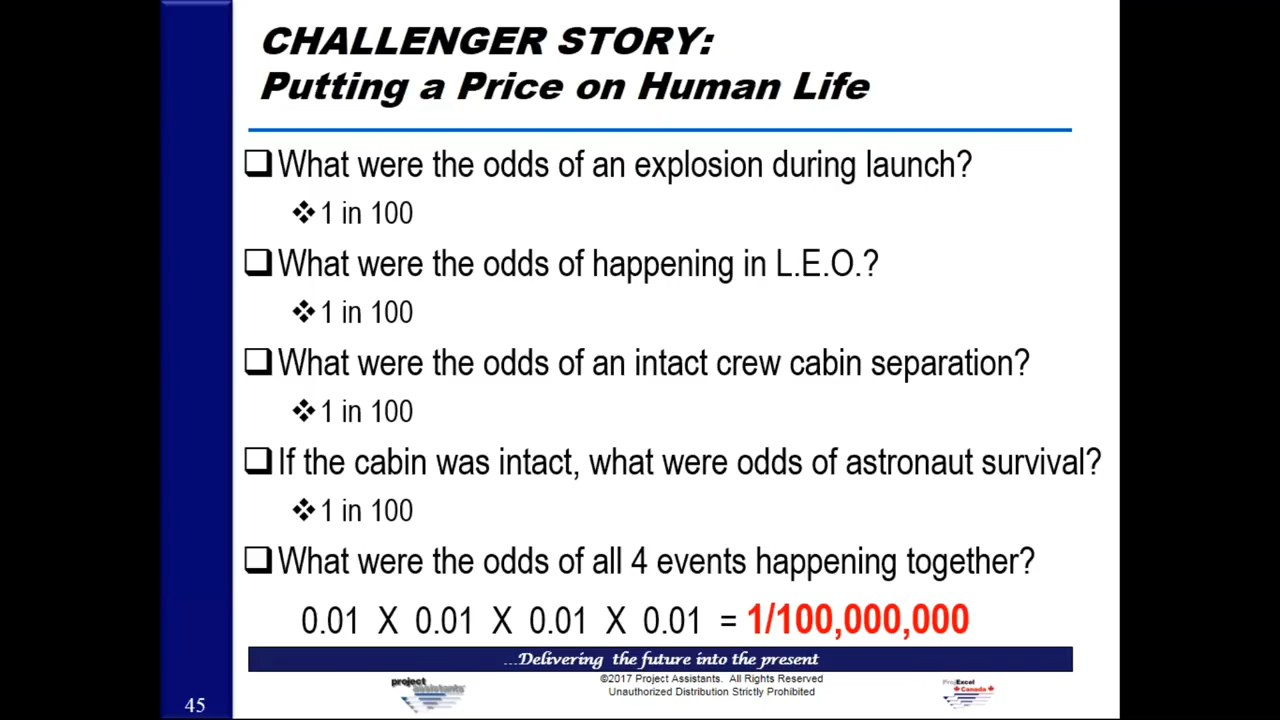 CHALLENGER STORY:
Putting a Price on Human Life
What were the odds of an explosion during launch?
1 in 100
What were the odds of happening in L.E.O.?
1 in 100
What were the odds of an intact crew cabin separation?
1 in 100
If the cabin was intact, what were odds of astronaut survival?
1 in 100
What were the odds of all 4 events happening together?
0.01 X 0.01 X 0.01 X 0.01 = 1/100,000,000
...Delivering the future into the present
©2017 Project Assistants. All Rights Reserved
Unauthorized Distribution Strictly Prohibited
project
assistants
ProjExcel
Canada
45